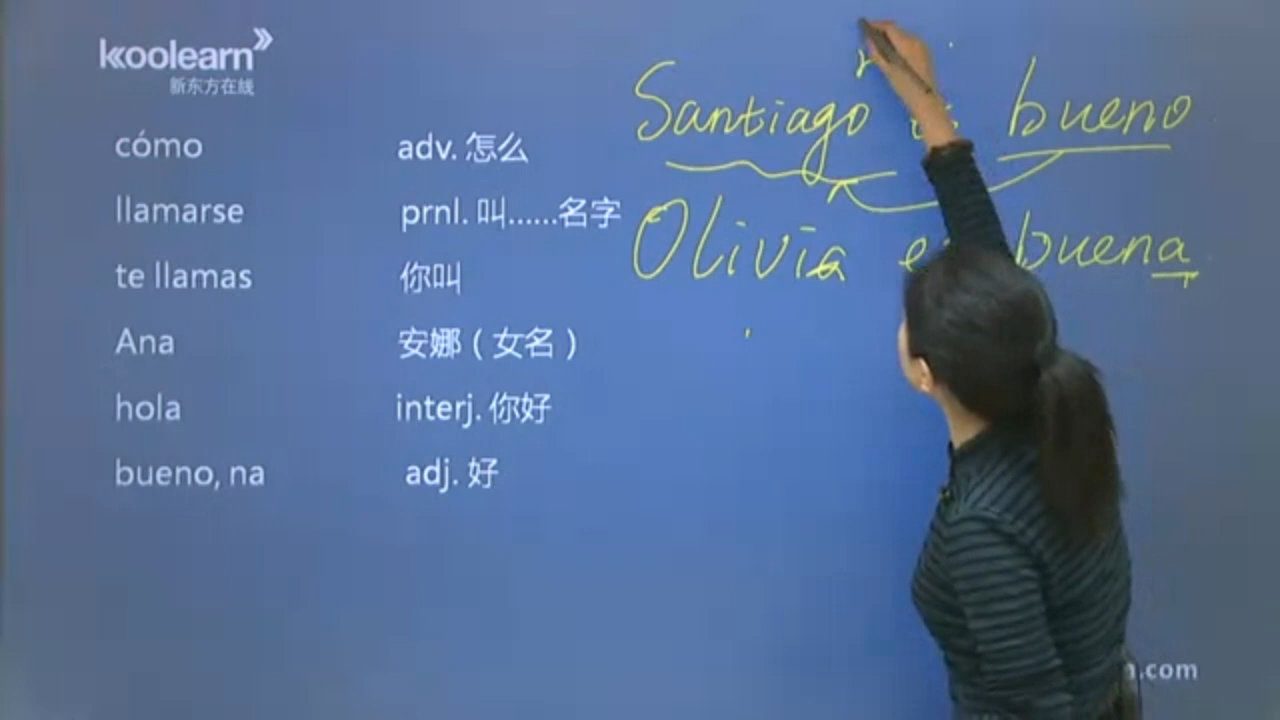 koolearn
新东方在线
cómo adv. 怎么
llamarse prnl. 叫……名字
te llamas 你叫
Ana 安娜（女名）
hola interj. 你好
bueno, na adj. 好
Santiago bueno
Olivia buena
.com